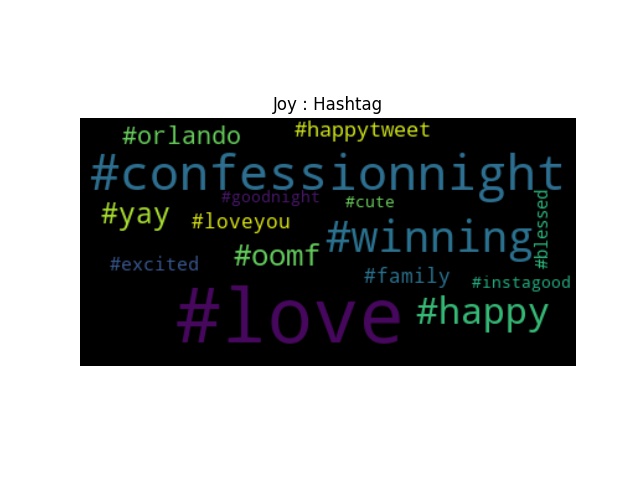 Joy : Hashtag
#orlando #happytweet
#confessionnight
#goodnight #cute
#yay #loveyou
#winning #blessed
#oomf
#excited #family #instagood
#love #happy